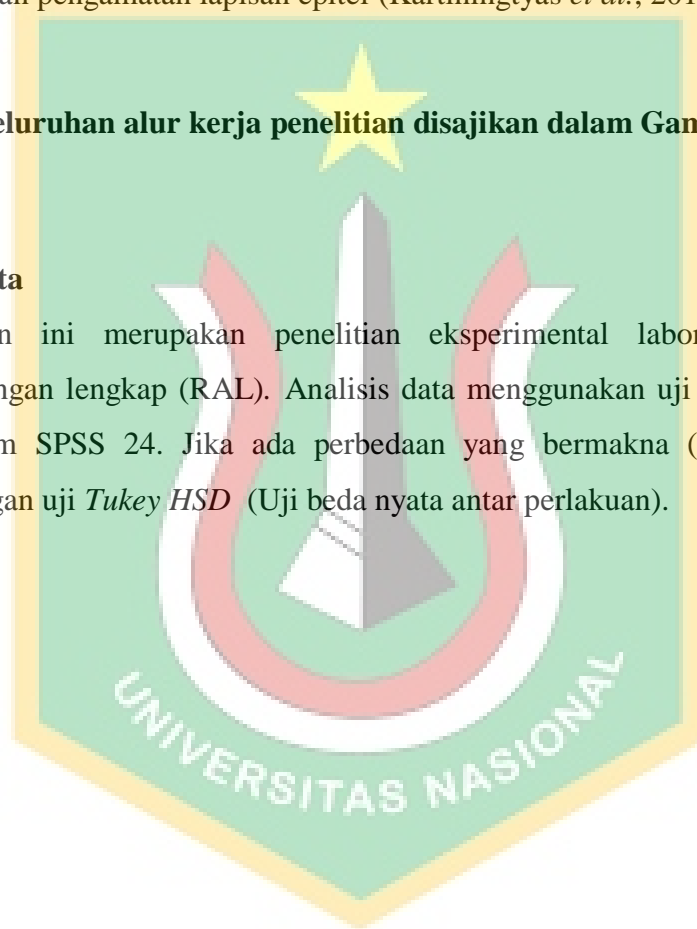 an pengamatan lapisan epitel (Kartiningtyas et al., 201
eluruhan alur kerja penelitian disajikan dalam Gam
ta
n ini merupakan penelitian eksperimental labor
ngan lengkap (RAL). Analisis data menggunakan uji
m SPSS 24. Jika ada perbedaan yang bermakna (
gan uji Tukey HSD (Uji beda nyata antar perlakuan).
UNIVERSITAS NASIONAL